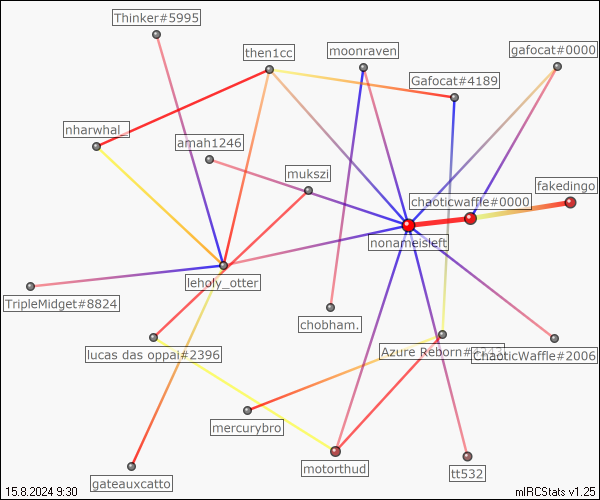 Thinker#5995
then1cc
moonraven
gafocat#0000
Gafocat#4189
nharwhal_
amah1246
mukszi
fakedingo
chaoticwaffle#0000
nonameisleft
leholy_otter
TripleMidget#8824
chobham.
lucas das oppai#2396
Azure Reborn
ChaoticWaffle#2006
mercurybro
motorthud
gateauxcatto
tt532
15.8.2024 9:30
mIRCStats v1.25